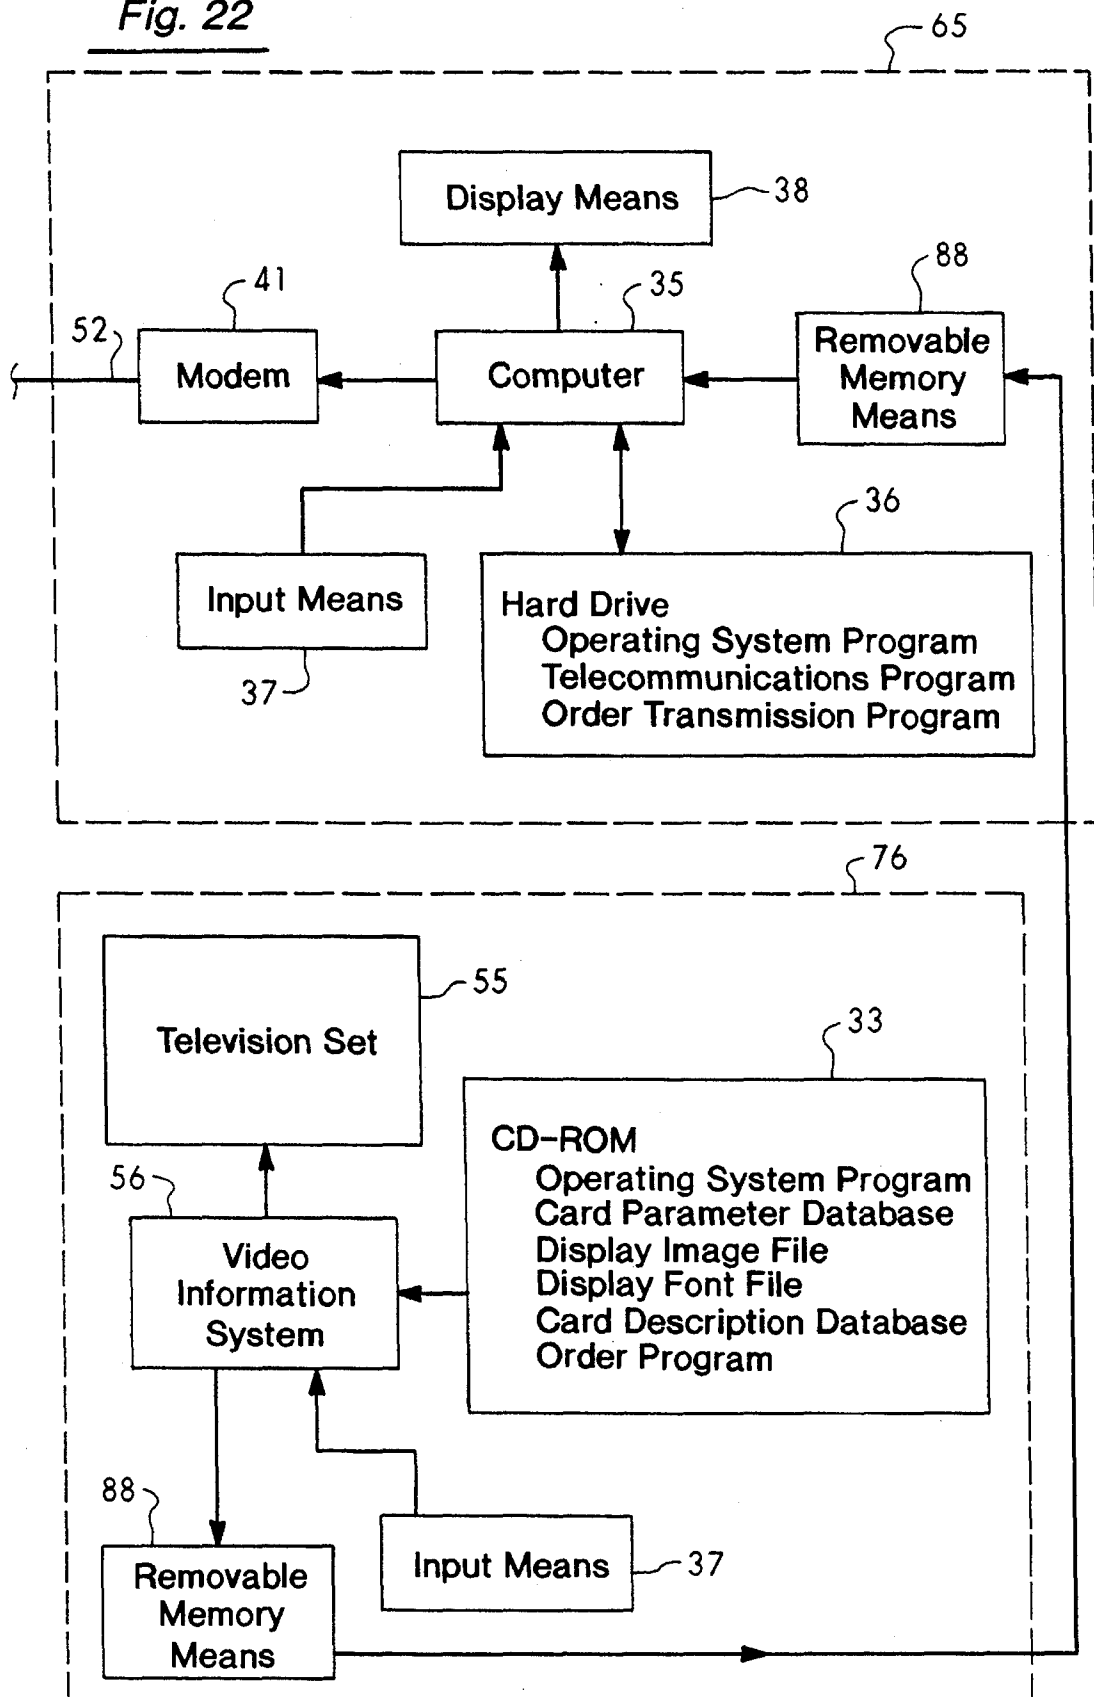 Fig. 22
65
Display Means
38
41
35
88
52
Modem
Computer
Removable
Memory
Means
36
Input Means
37
Hard Drive
Operating System Program
Telecommunications Program
Order Transmission Program
76
Television Set
55
33
CD-ROM
Operating System Program
Card Parameter Database
Display Image File
Display Font File
Card Description Database
Order Program
56
Video
Information
System
88
Removable
Memory
Means
Input Means
37